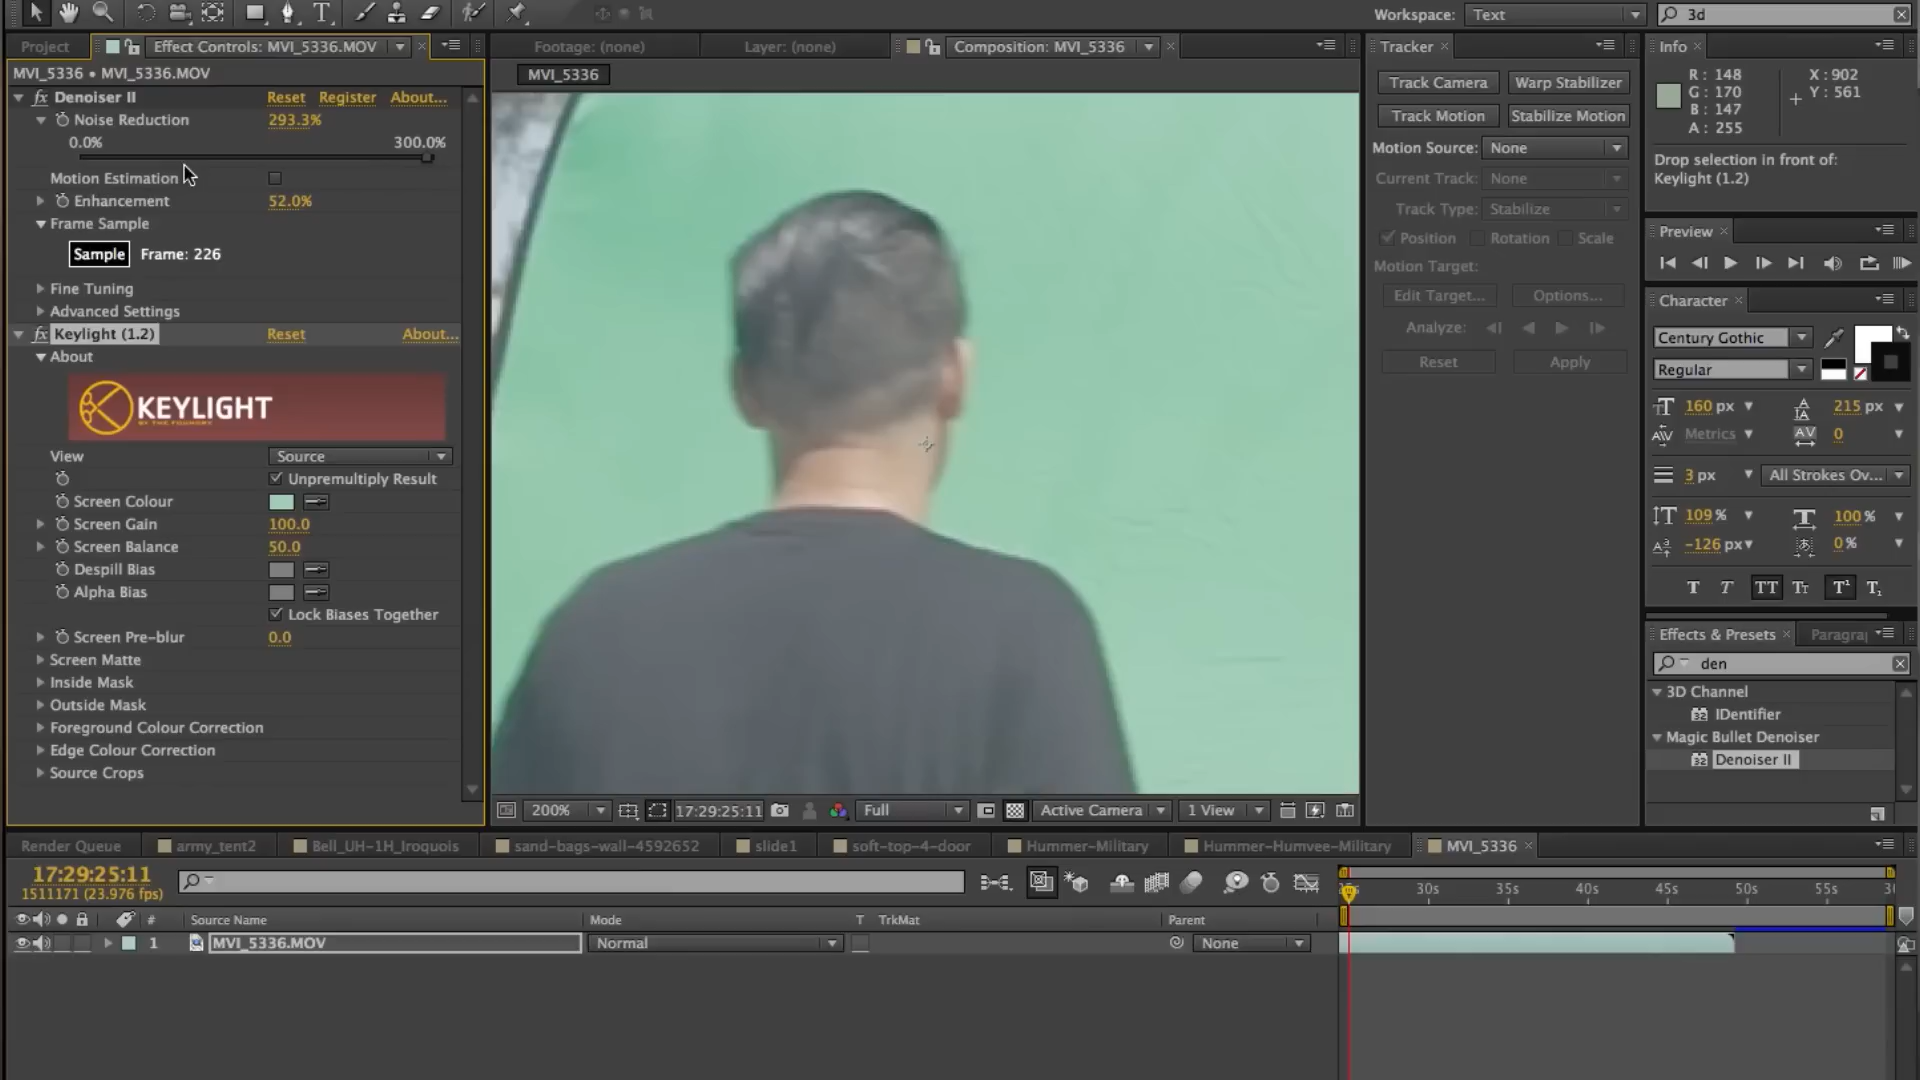 Workspace: Text 3d
Project Effect Controls: MVI_5336.MOV Footage: (none) Layer: (none) Composition: MVI_5336 Tracker Info
MVI_5336 • MVI_5336.MOV
MVI_5336
Denoiser II Reset Register About...
Noise Reduction 293.3%
0.0% 300.0%
Motion Estimation
Enhancement 52.0%
Frame Sample
Sample Frame: 226
Fine Tuning
Advanced Settings
Keylight (1.2) Reset About...
About
KEYLIGHT
BY THE FOUNDRY
View Source
Unpremultiply Result
Screen Colour
Screen Gain 100.0
Screen Balance 50.0
Despill Bias
Alpha Bias
Lock Biases Together
Screen Pre-blur 0.0
Screen Matte
Inside Mask
Outside Mask
Foreground Colour Correction
Edge Colour Correction
Source Crops
200% 17:29:25:11 Full Active Camera 1 View
Track Camera Warp Stabilizer
Track Motion Stabilize Motion
Motion Source: None
Current Track: None
Track Type: Stabilize
Position Rotation Scale
Motion Target:
Edit Target... Options...
Analyze:
Reset Apply
R : 148 X : 902
G : 170 Y : 561
B : 147
A : 255
Drop selection in front of:
Keylight (1.2)
Preview
Character
Century Gothic
Regular
160 px 215 px
Metrics 0
3 px All Strokes Ov...
109 % 100 %
-126 px 0 %
T T TT Tt T¹ T₁
Effects & Presets Paragra
den
3D Channel
IDentifier
Magic Bullet Denoiser
Denoiser II
Render Queue army_tent2 Bell_UH-1H_Iroquois sand-bags-wall-4592652 slide1 soft-top-4-door Hummer-Military Hummer-Humvee-Military MVI_5336
17:29:25:11
1511171 (23.976 fps)
30s 35s 40s 45s 50s 55s
# Source Name Mode T TrkMat Parent
1 MVI_5336.MOV Normal None